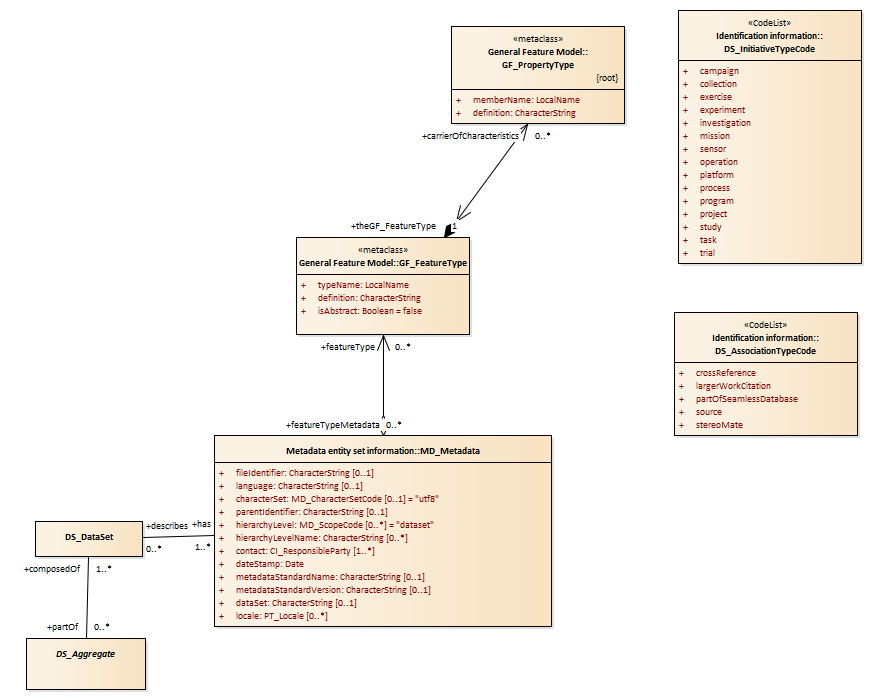 «metaclass»
General Feature Model::
GF_PropertyType
{root}
+ memberName: LocalName
+ definition: CharacterString
+carrierOfCharacteristics 0..*
+theGF_FeatureType 1
«metaclass»
General Feature Model::GF_FeatureType
+ typeName: LocalName
+ definition: CharacterString
+ isAbstract: Boolean = false
+featureType 0..*
+featureTypeMetadata 0..*
Metadata entity set information::MD_Metadata
+ fileIdentifier: CharacterString [0..1]
+ language: CharacterString [0..1]
+ characterSet: MD_CharacterSetCode [0..1] = "utf8"
+ parentIdentifier: CharacterString [0..1]
+ hierarchyLevel: MD_ScopeCode [0..*] = "dataset"
+ hierarchyLevelName: CharacterString [0..*]
+ contact: CI_ResponsibleParty [1..*]
+ dateStamp: Date
+ metadataStandardName: CharacterString [0..1]
+ metadataStandardVersion: CharacterString [0..1]
+ dataSet: CharacterString [0..1]
+ locale: PT_Locale [0..*]
+describes +has
0..* 1..*
DS_DataSet
+composedOf 1..*
+partOf 0..*
DS_Aggregate
«CodeList»
Identification information::
DS_InitiativeTypeCode
+ campaign
+ collection
+ exercise
+ experiment
+ investigation
+ mission
+ sensor
+ operation
+ platform
+ process
+ program
+ project
+ study
+ task
+ trial
«CodeList»
Identification information::
DS_AssociationTypeCode
+ crossReference
+ largerWorkCitation
+ partOfSeamlessDatabase
+ source
+ stereoMate